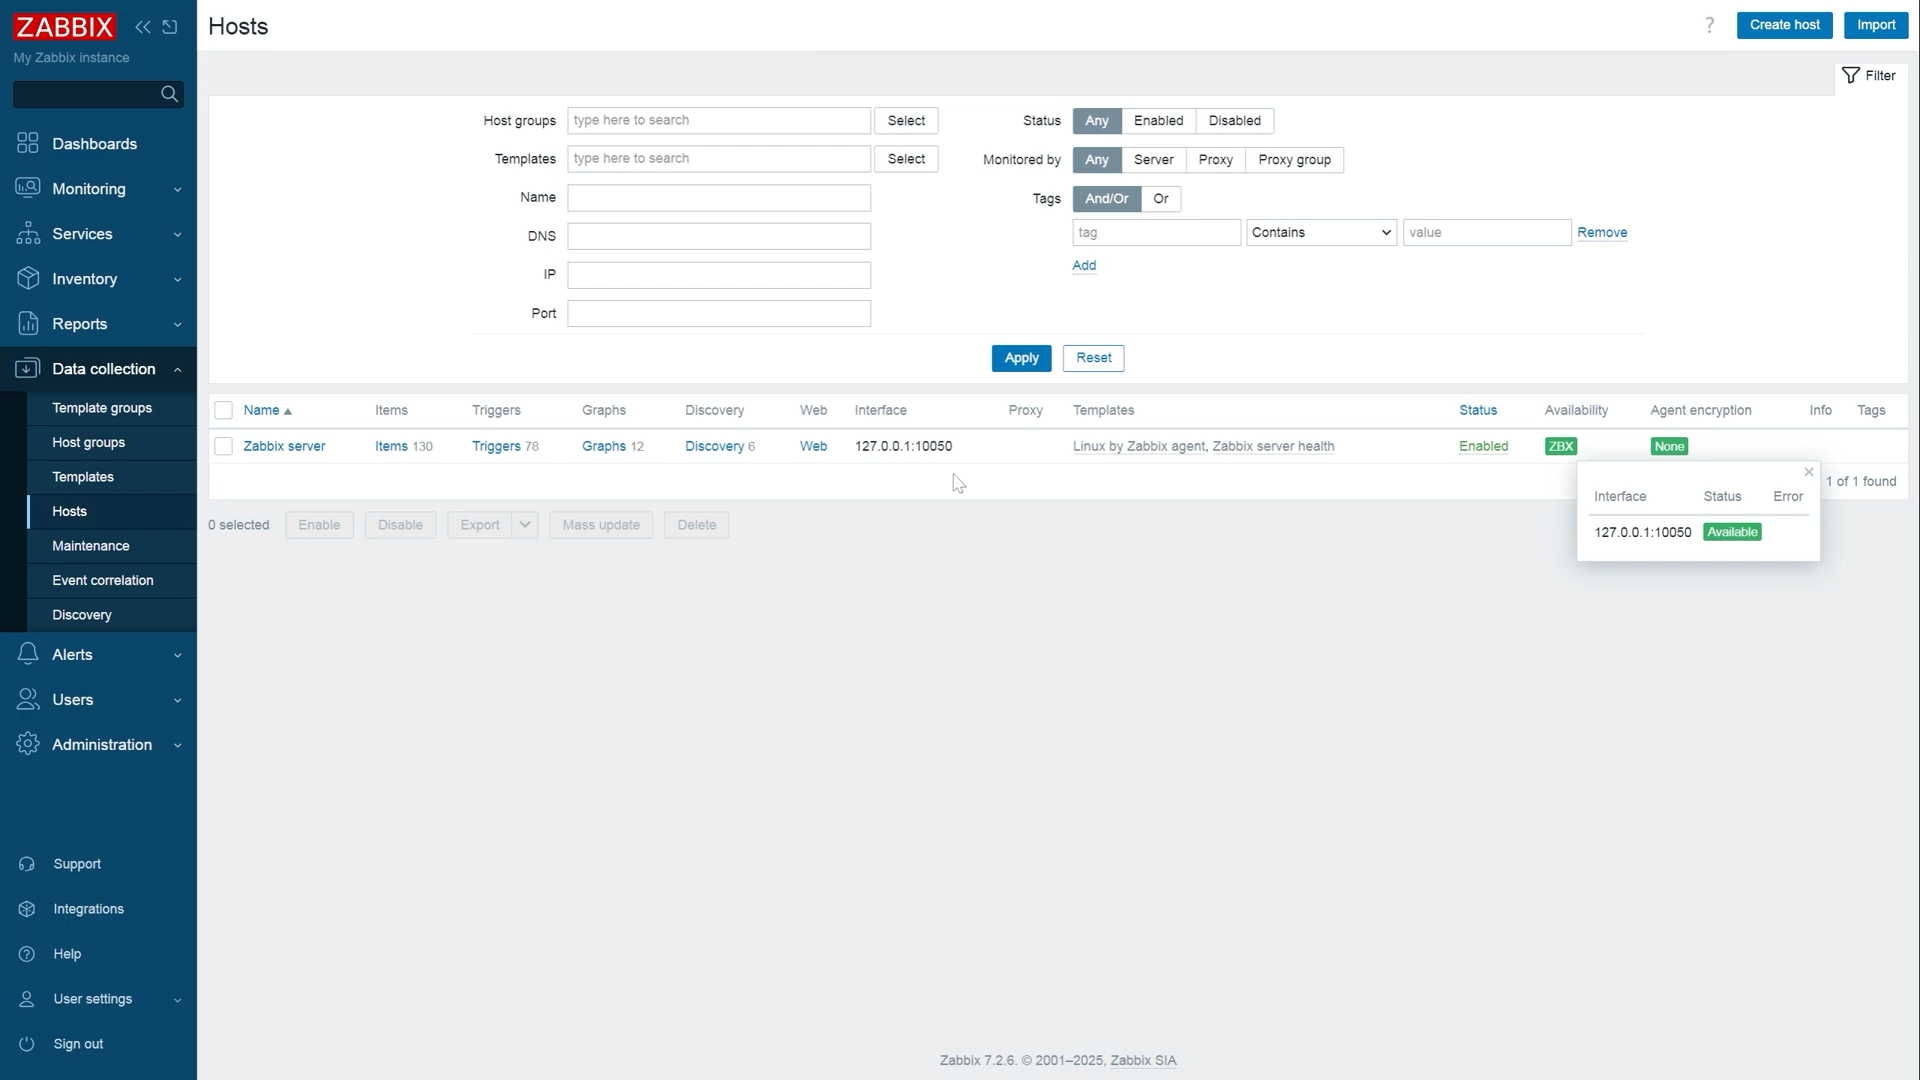 ZABBIX
My Zabbix instance
Dashboards
Monitoring
Services
Inventory
Reports
Data collection
Template groups
Host groups
Templates
Hosts
Maintenance
Event correlation
Discovery
Alerts
Users
Administration
Support
Integrations
Help
User settings
Sign out
Hosts
? Create host Import
Filter
Host groups type here to search Select
Templates type here to search Select
Name
DNS
IP
Port
Status Any Enabled Disabled
Monitored by Any Server Proxy Proxy group
Tags And/Or Or
tag Contains value Remove
Add
Apply Reset
Name Items Triggers Graphs Discovery Web Interface Proxy Templates Status Availability Agent encryption Info Tags
Zabbix server Items 130 Triggers 78 Graphs 12 Discovery 6 Web 127.0.0.1:10050 Linux by Zabbix agent, Zabbix server health Enabled ZBX None
1 of 1 found
Interface Status Error
127.0.0.1:10050 Available
0 selected Enable Disable Export Mass update Delete
Zabbix 7.2.6. © 2001–2025, Zabbix SIA